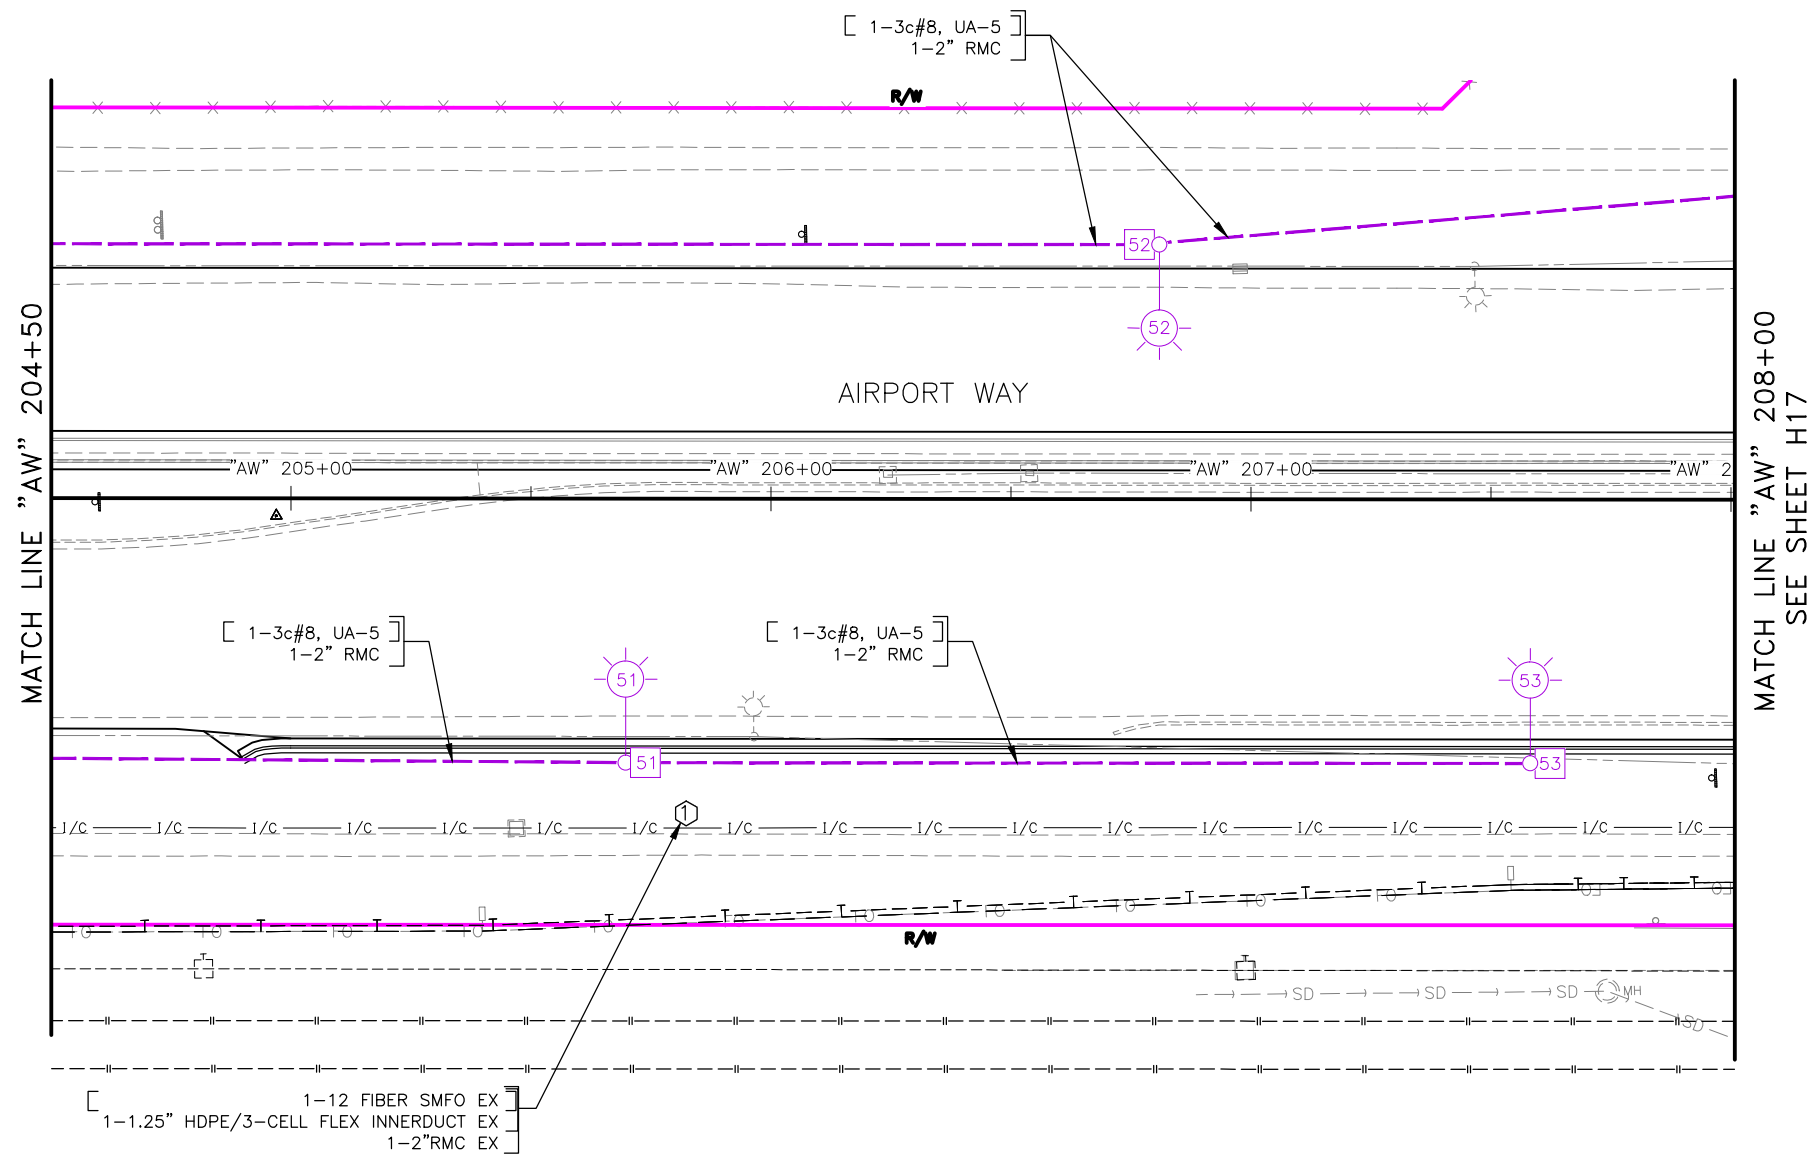 1-3c#8, UA-5
1-2" RMC
R/W
52
52
AIRPORT WAY
MATCH LINE "AW" 204+50
MATCH LINE "AW" 208+00
SEE SHEET H17
"AW" 205+00
"AW" 206+00
"AW" 207+00
"AW" 2
1-3c#8, UA-5
1-2" RMC
1-3c#8, UA-5
1-2" RMC
51
53
51
53
1
I/C I/C I/C I/C I/C I/C I/C I/C I/C I/C I/C I/C I/C I/C I/C I/C I/C I/C
R/W
SD SD SD MH
SD
1-12 FIBER SMFO EX
1-1.25" HDPE/3-CELL FLEX INNERDUCT EX
1-2"RMC EX